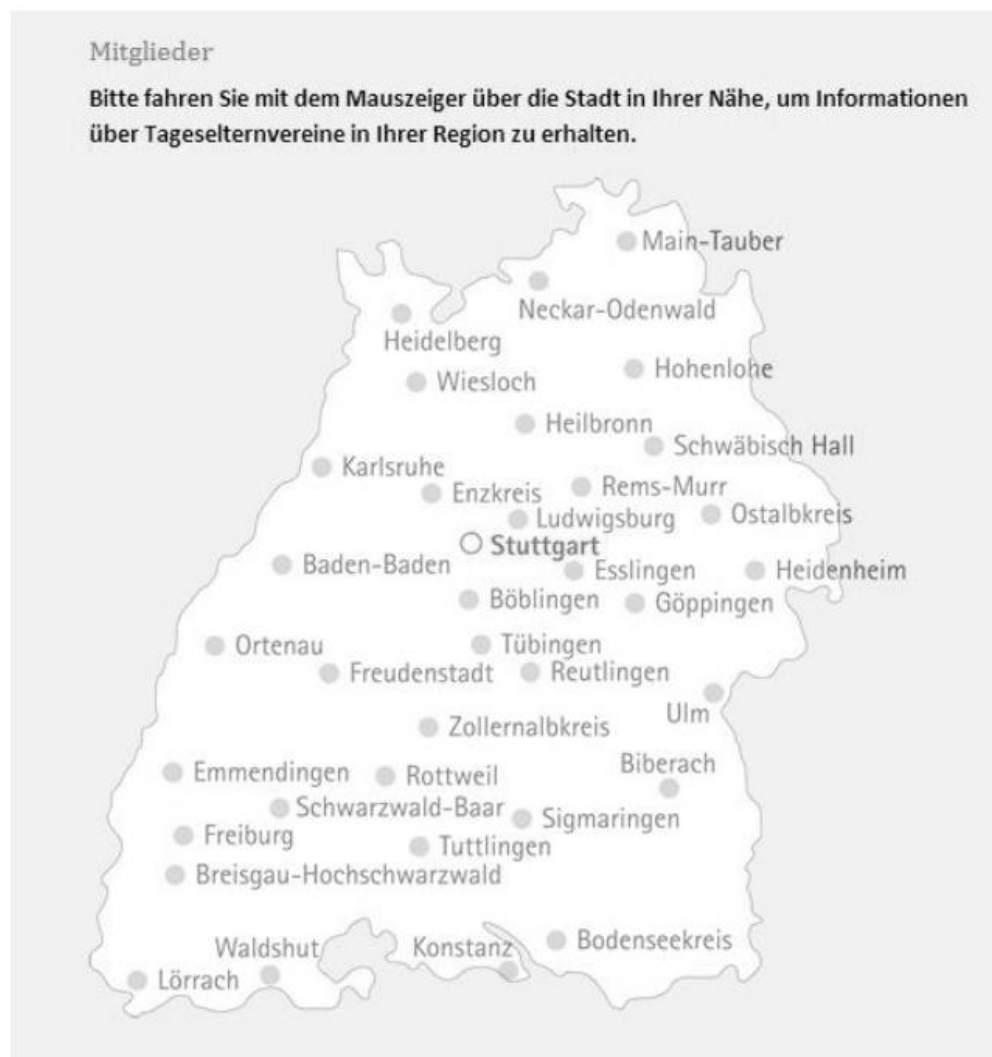 Mitglieder
Bitte fahren Sie mit dem Mauszeiger über die Stadt in Ihrer Nähe, um Informationen
über Tageselternvereine in Ihrer Region zu erhalten.
Main-Tauber
Neckar-Odenwald
Heidelberg
Hohenlohe
Wiesloch
Heilbronn
Schwäbisch Hall
Karlsruhe
Rems-Murr
Enzkreis
Ostalbkreis
Ludwigsburg
Stuttgart
Baden-Baden
Esslingen
Heidenheim
Böblingen
Göppingen
Ortenau
Tübingen
Freudenstadt
Reutlingen
Ulm
Zollernalbkreis
Biberach
Emmendingen
Rottweil
Schwarzwald-Baar
Sigmaringen
Freiburg
Tuttlingen
Breisgau-Hochschwarzwald
Bodenseekreis
Waldshut
Konstanz
Lörrach